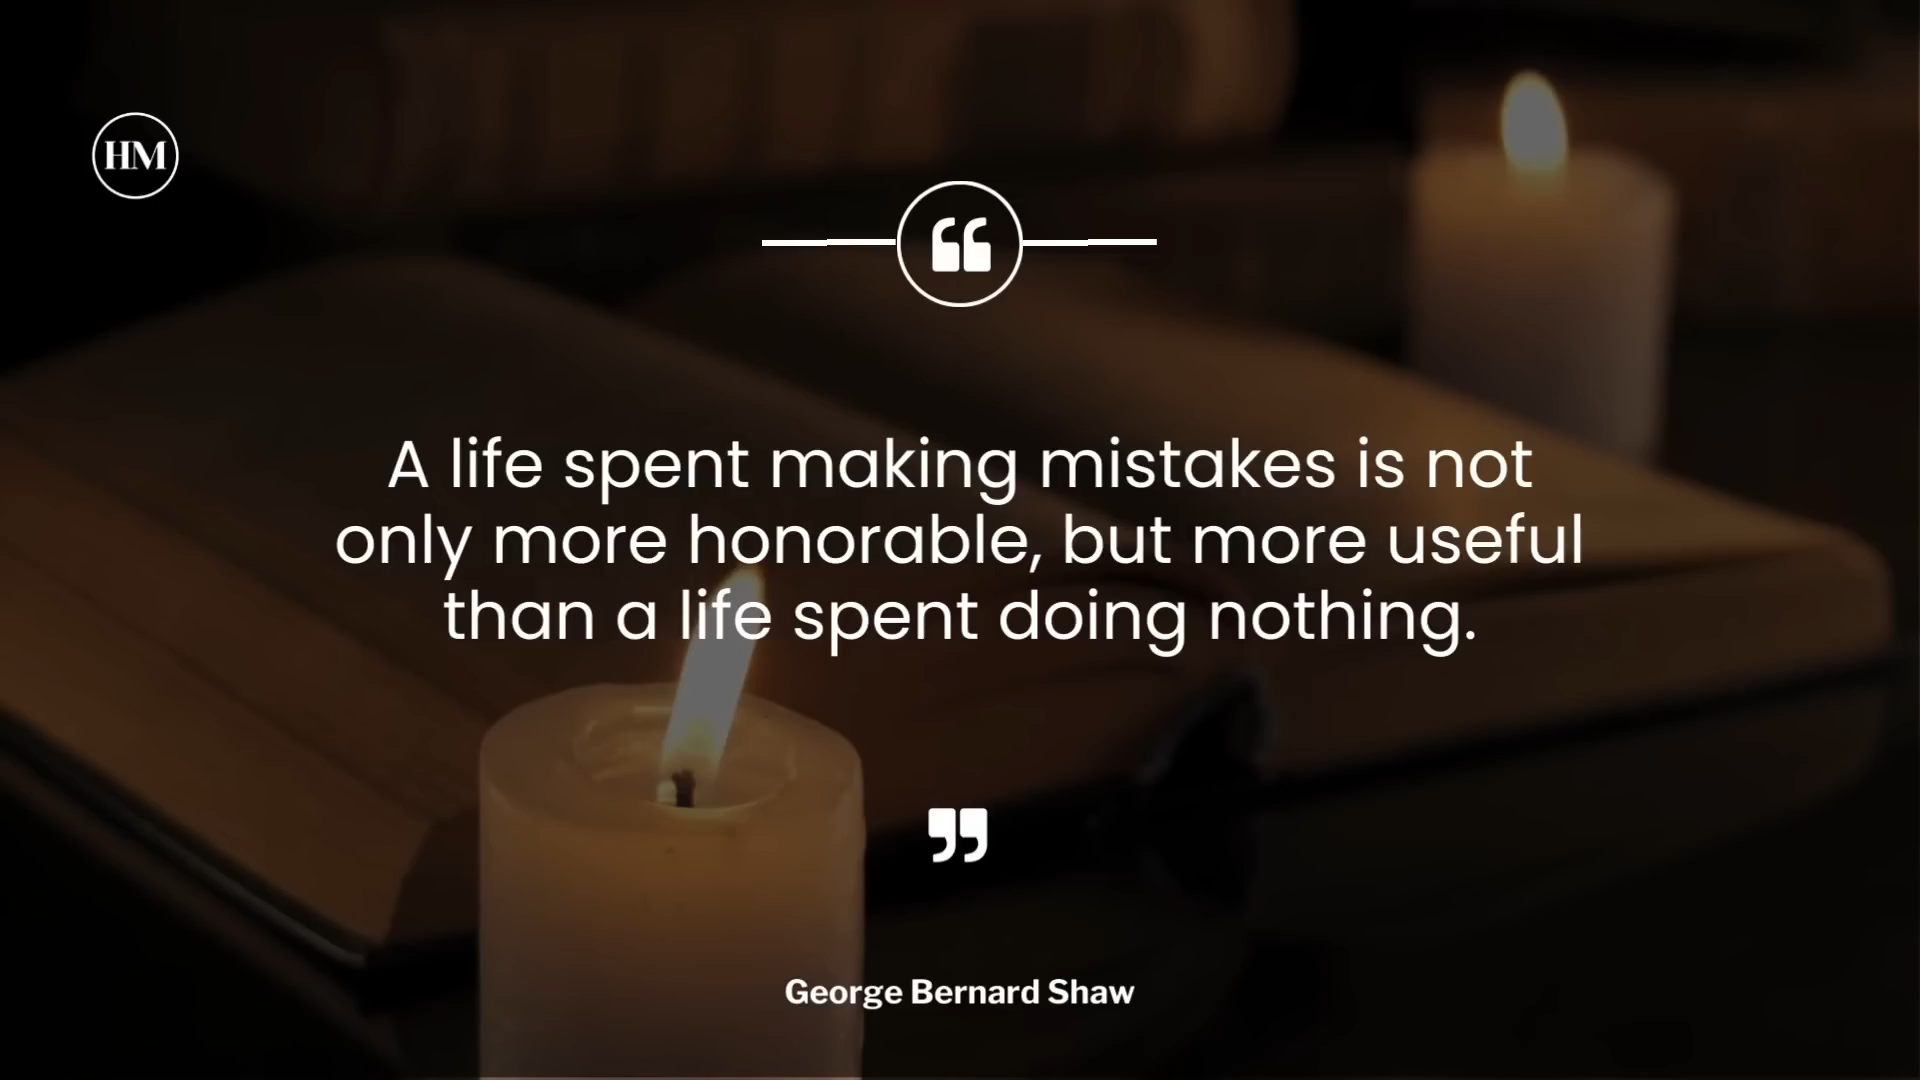 HM
“
A life spent making mistakes is not
only more honorable, but more useful
than a life spent doing nothing.
”
George Bernard Shaw